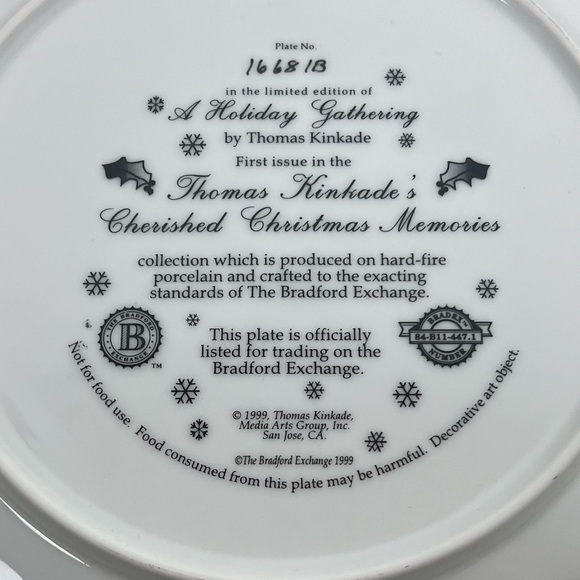 Plate No.
16681B
in the limited edition of
A Holiday Gathering
by Thomas Kinkade
First issue in the
Thomas Kinkade's
Cherished Christmas Memories
collection which is produced on hard-fire
porcelain and crafted to the exacting
standards of The Bradford Exchange.
THE BRADFORD
B
EXCHANGE
TM
This plate is officially
listed for trading on the
Bradford Exchange.
BRADEX
84-B11-447.1
NUMBER
© 1999, Thomas Kinkade,
Media Arts Group, Inc.
San Jose, CA.
©The Bradford Exchange 1999
Not for food use. Food consumed from this plate may be harmful. Decorative art object.